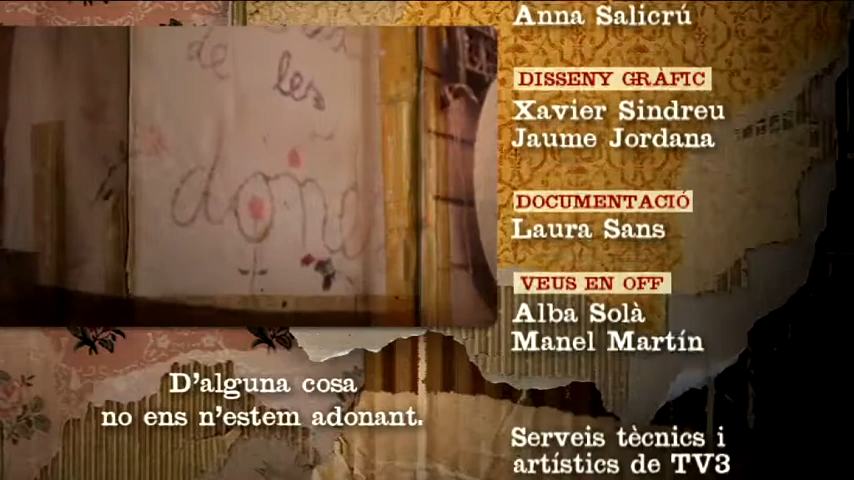 de les
dones
D'alguna cosa
no ens n'estem adonant.
Anna Salicrú
DISSENY GRÀFIC
Xavier Sindreu
Jaume Jordana
DOCUMENTACIÓ
Laura Sans
VEUS EN OFF
Alba Solà
Manel Martín
Serveis tècnics i
artístics de TV3